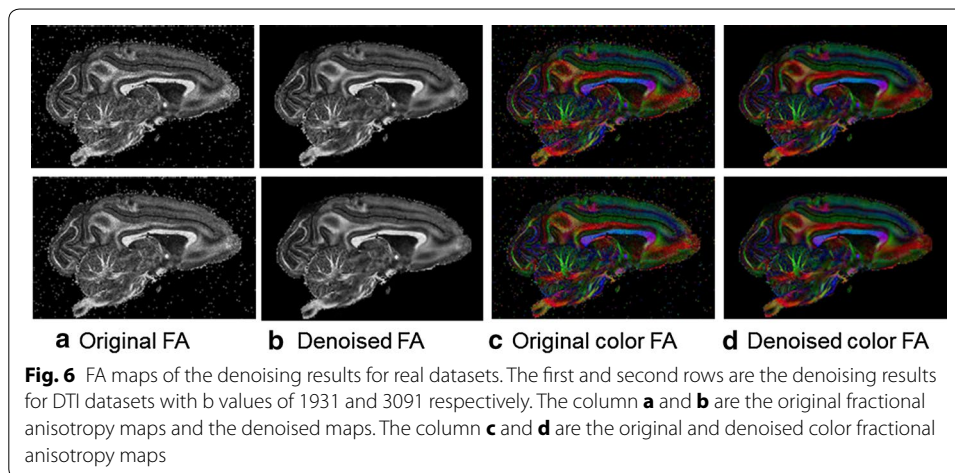 a Original FA b Denoised FA c Original color FA d Denoised color FA
Fig. 6 FA maps of the denoising results for real datasets. The first and second rows are the denoising results
for DTI datasets with b values of 1931 and 3091 respectively. The column a and b are the original fractional
anisotropy maps and the denoised maps. The column c and d are the original and denoised color fractional
anisotropy maps